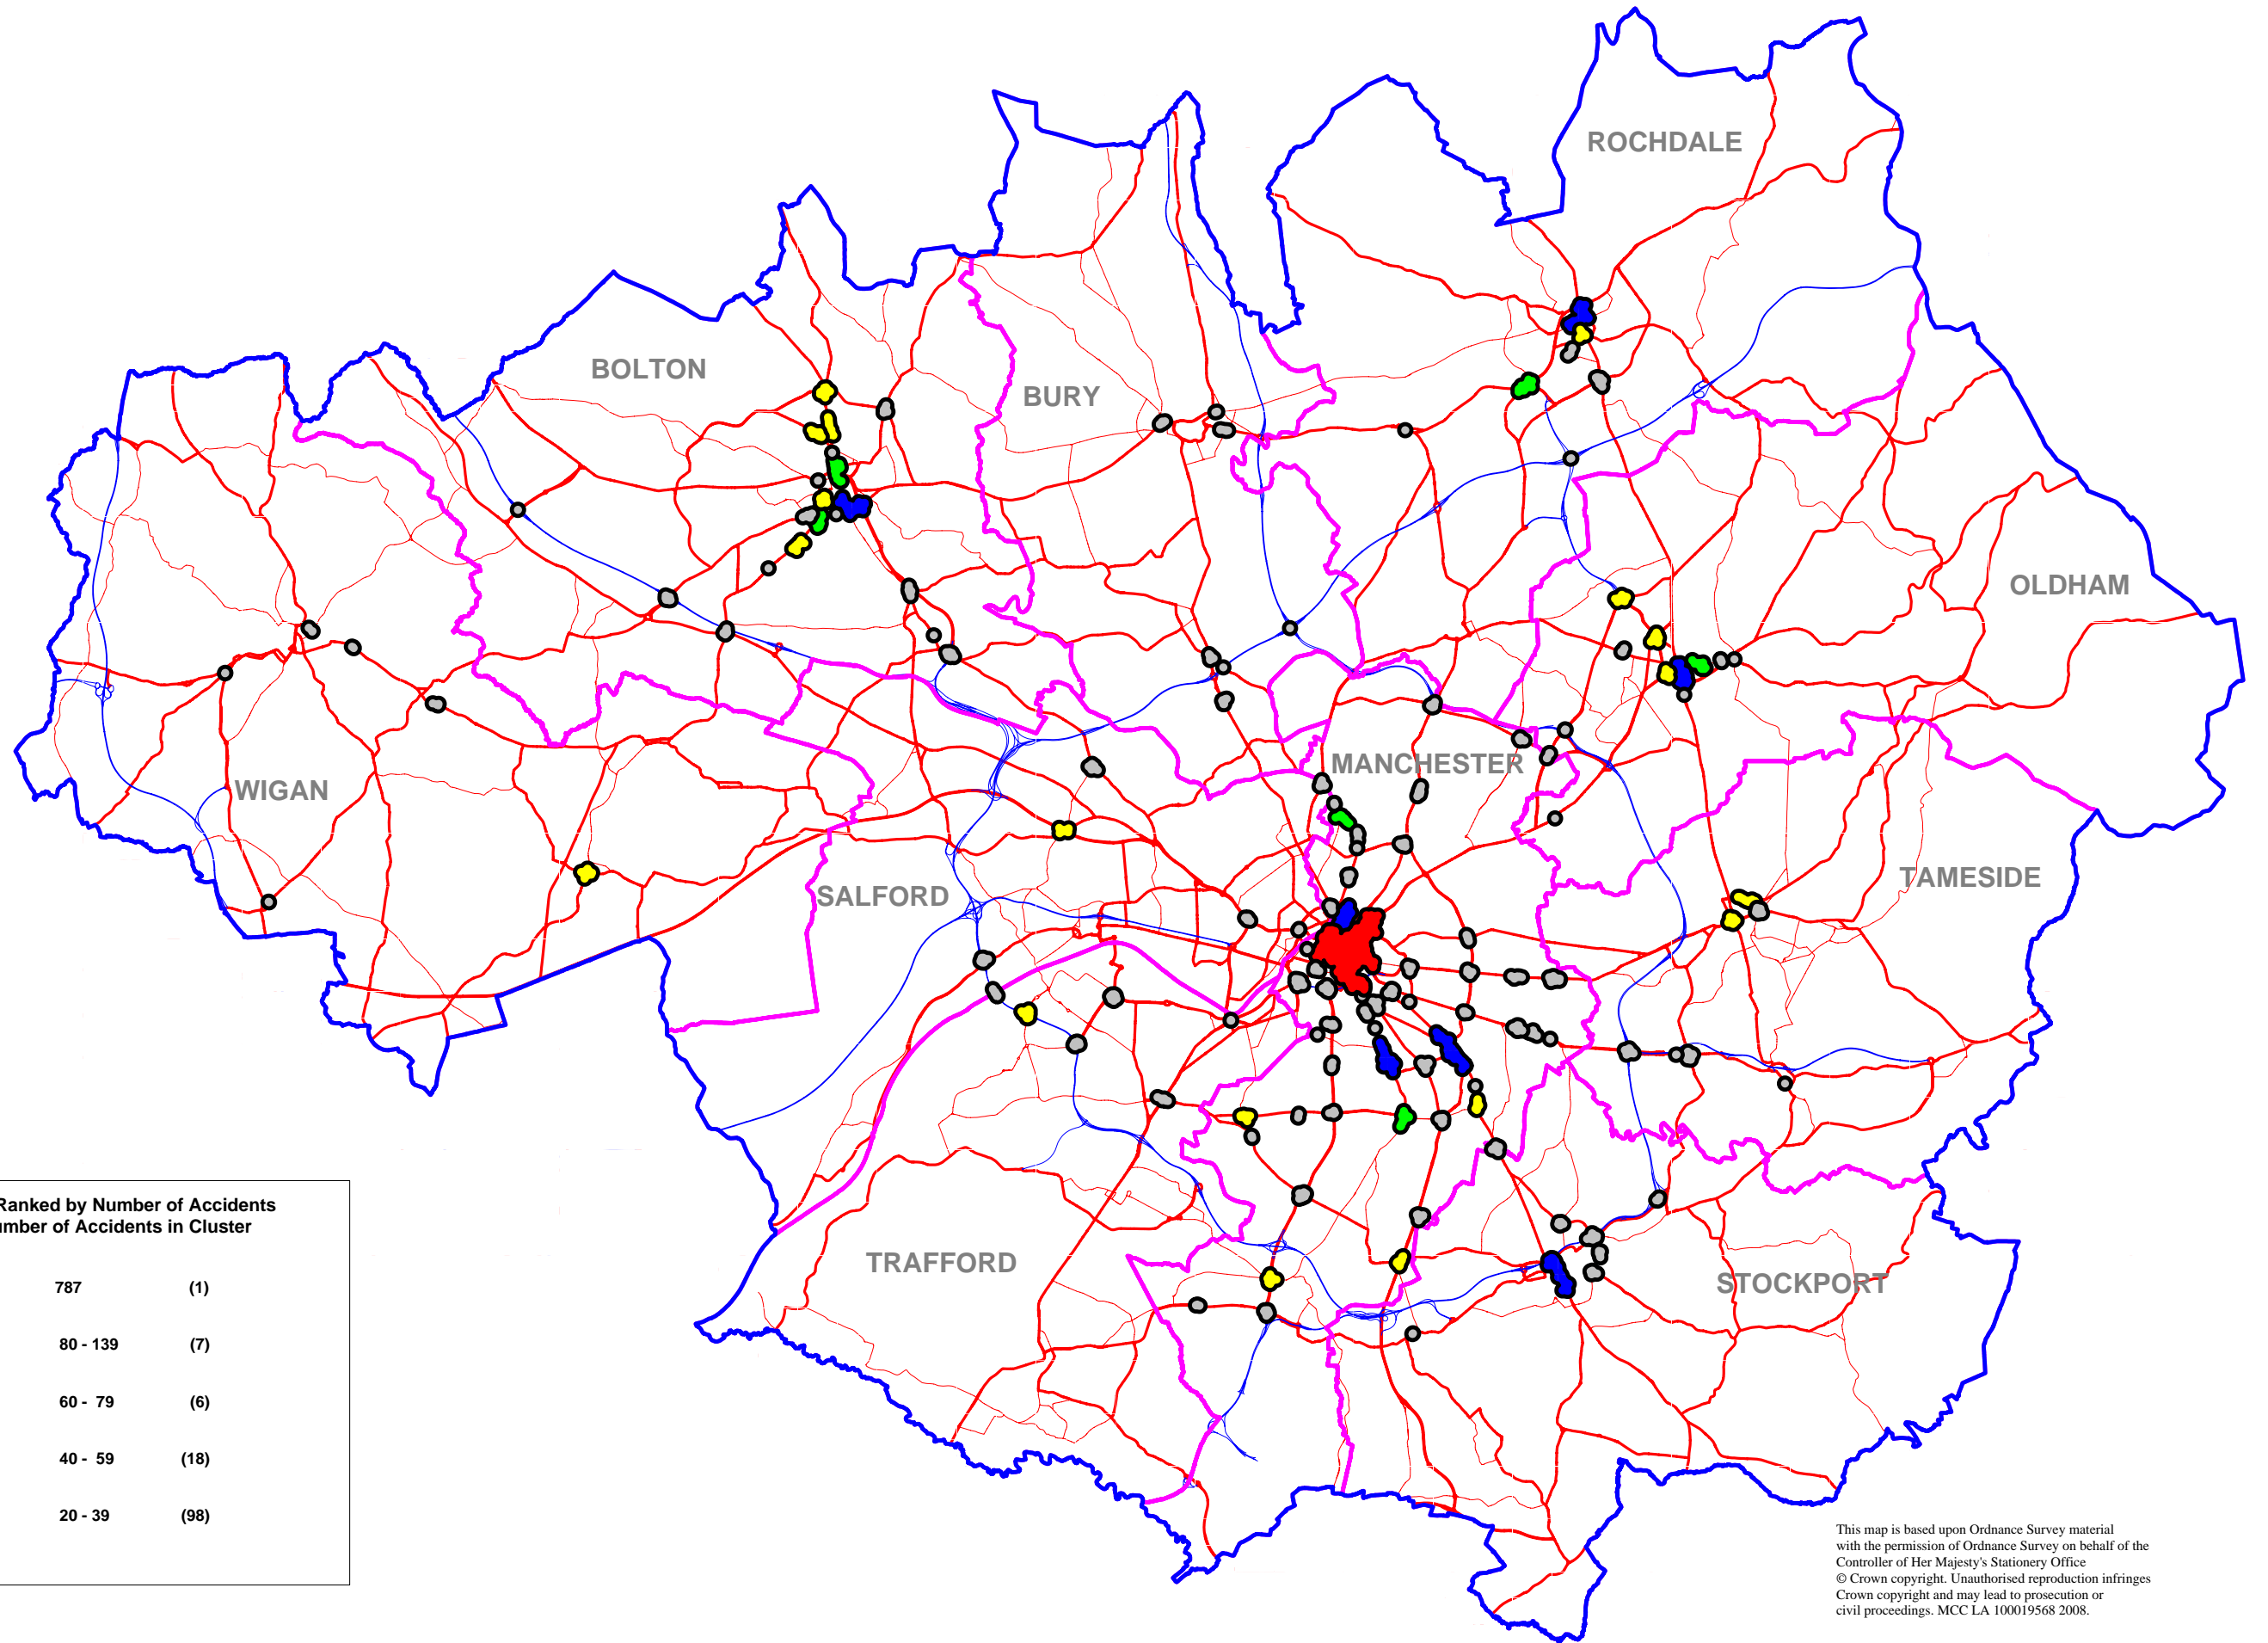 ROCHDALE
BOLTON
BURY
OLDHAM
MANCHESTER
WIGAN
TAMESIDE
SALFORD
TRAFFORD
STOCKPORT
Ranked by Number of Accidents
umber of Accidents in Cluster
787 (1)
80 - 139 (7)
60 - 79 (6)
40 - 59 (18)
20 - 39 (98)
This map is based upon Ordnance Survey material
with the permission of Ordnance Survey on behalf of the
Controller of Her Majesty's Stationery Office
© Crown copyright. Unauthorised reproduction infringes
Crown copyright and may lead to prosecution or
civil proceedings. MCC LA 100019568 2008.